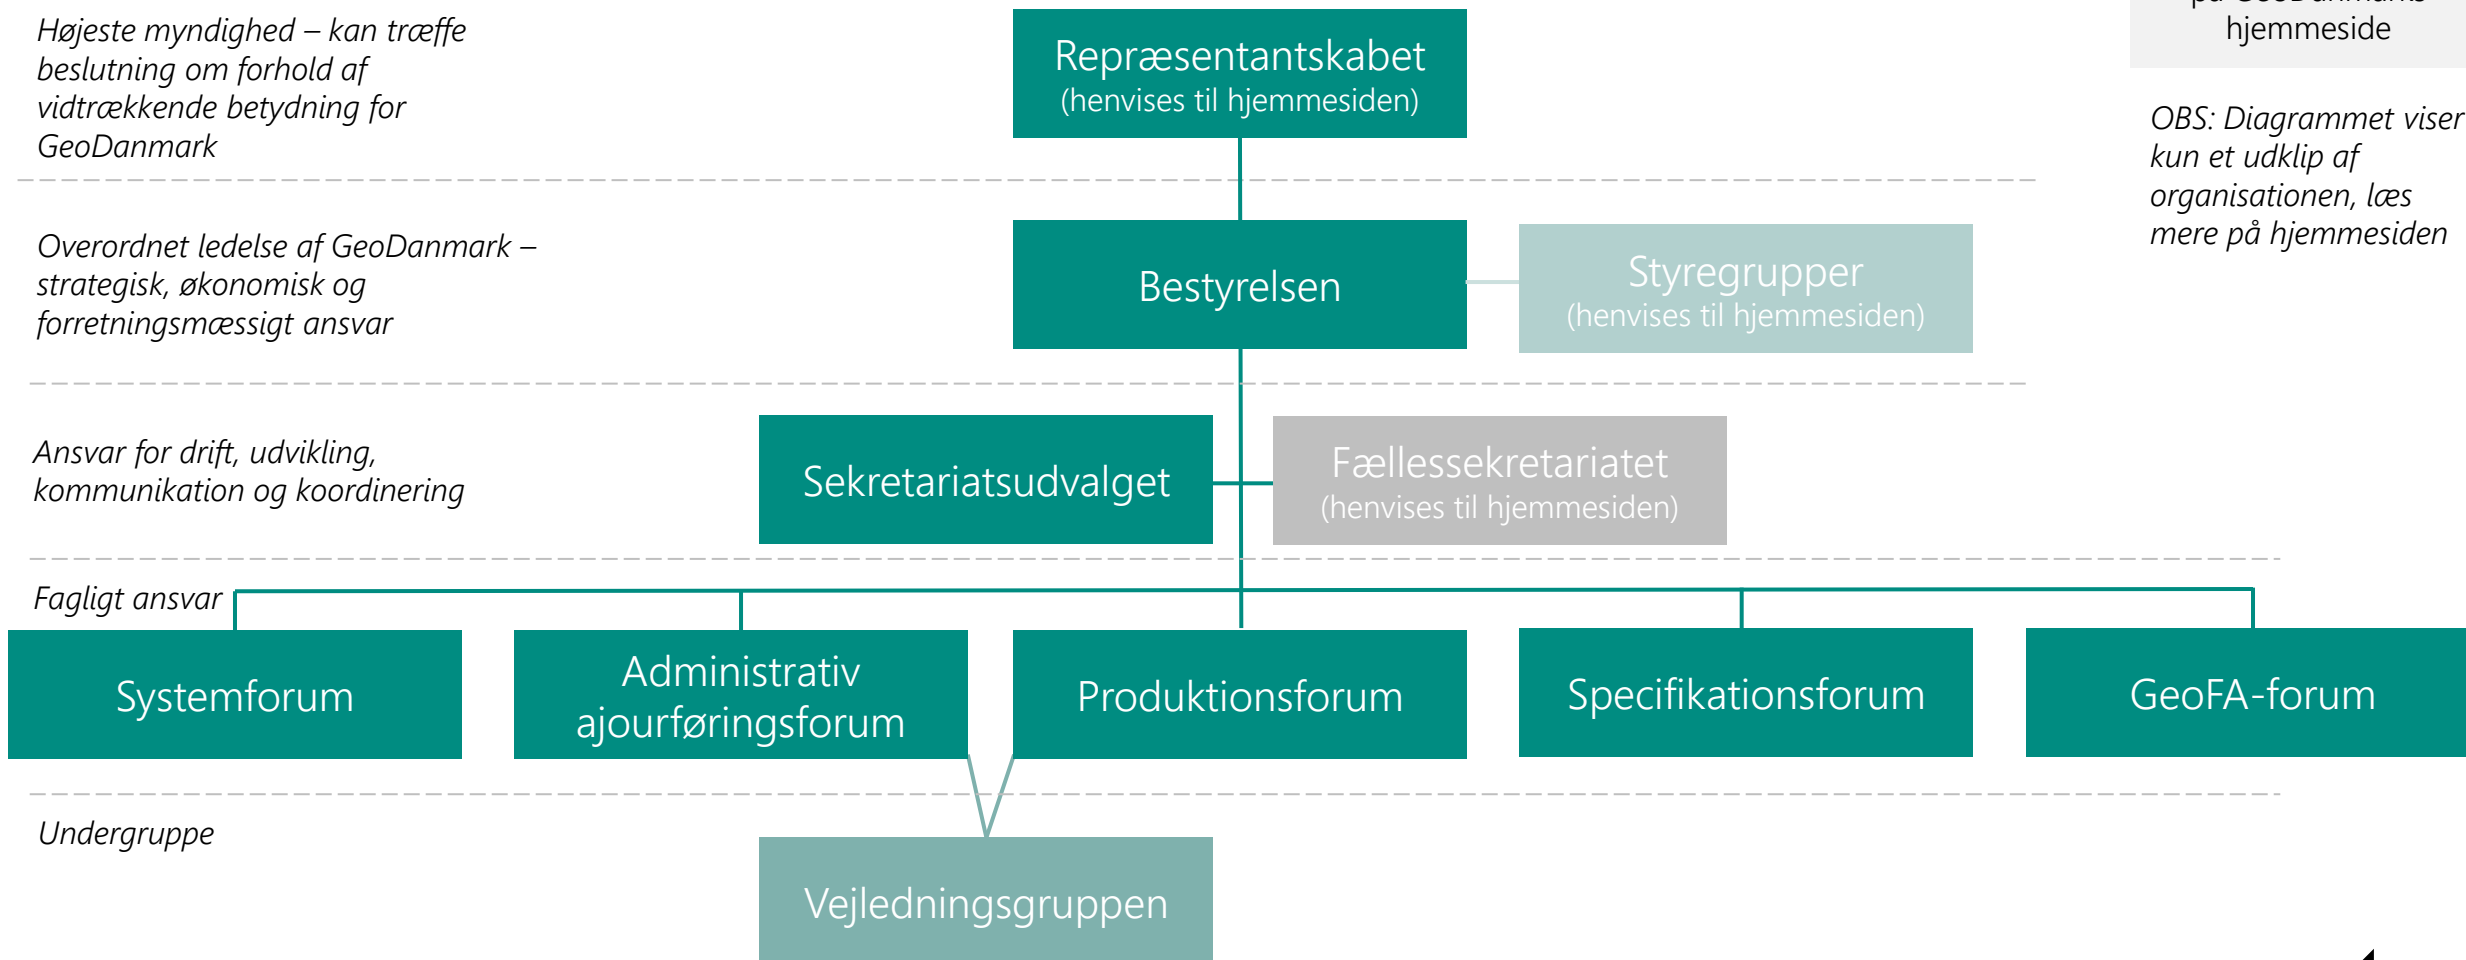 Højeste myndighed – kan træffe
beslutning om forhold af
vidtrækkende betydning for
GeoDanmark
Repræsentantskabet
(henvises til hjemmesiden)
på GeoDanmarks
hjemmeside
OBS: Diagrammet viser
kun et udklip af
organisationen, læs
mere på hjemmesiden
Overordnet ledelse af GeoDanmark –
strategisk, økonomisk og
forretningsmæssigt ansvar
Bestyrelsen
Styregrupper
(henvises til hjemmesiden)
Ansvar for drift, udvikling,
kommunikation og koordinering
Sekretariatsudvalget
Fællessekretariatet
(henvises til hjemmesiden)
Fagligt ansvar
Systemforum
Administrativ
ajourføringsforum
Produktionsforum
Specifikationsforum
GeoFA-forum
Undergruppe
Vejledningsgruppen